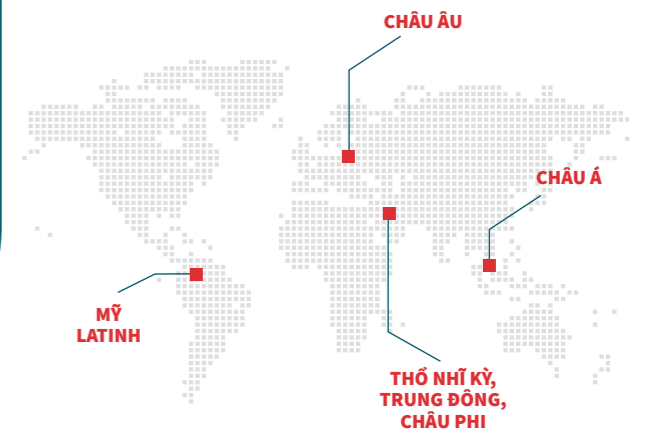 CHÂU ÂU
CHÂU Á
MỸ
LATINH
THỔ NHĨ KỲ,
TRUNG ĐÔNG,
CHÂU PHI